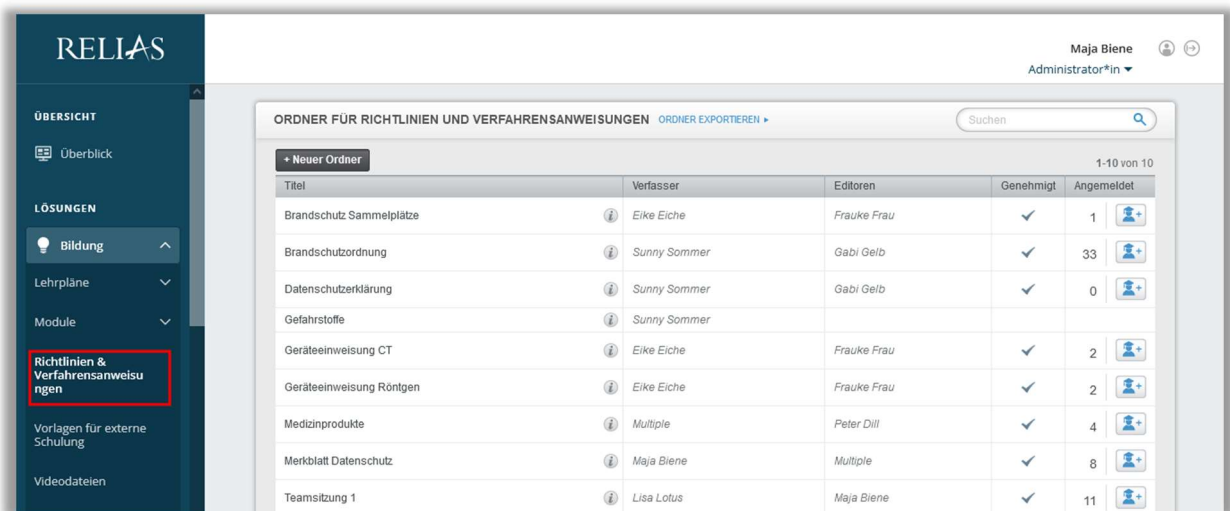 RELIAS
Maja Biene
Administrator*in
ÜBERSICHT
Überblick
LÖSUNGEN
Bildung
Lehrpläne
Module
Richtlinien &
Verfahrensanweisu
ngen
Vorlagen für externe
Schulung
Videodateien
ORDNER FÜR RICHTLINIEN UND VERFAHRENSANWEISUNGEN ORDNER EXPORTIEREN
Suchen
+ Neuer Ordner
1-10 von 10
Titel Verfasser Editoren Genehmigt Angemeldet
Brandschutz Sammelplätze i Eike Eiche Frauke Frau ✓ 1
Brandschutzordnung i Sunny Sommer Gabi Gelb ✓ 33
Datenschutzerklärung i Sunny Sommer Gabi Gelb ✓ 0
Gefahrstoffe i Sunny Sommer
Geräteeinweisung CT i Eike Eiche Frauke Frau ✓ 2
Geräteeinweisung Röntgen i Eike Eiche Frauke Frau ✓ 2
Medizinprodukte i Multiple Peter Dill ✓ 4
Merkblatt Datenschutz i Maja Biene Multiple ✓ 8
Teamsitzung 1 i Lisa Lotus Maja Biene ✓ 11